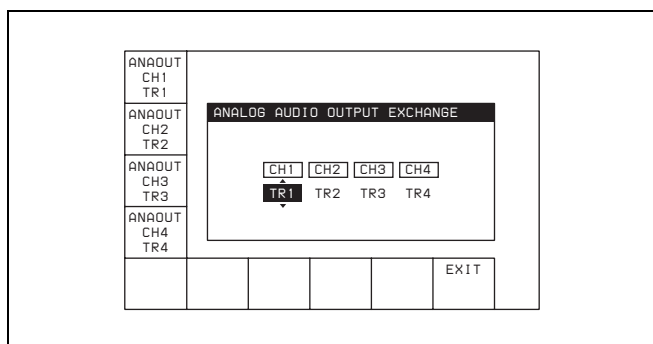 ANAOUT
CH1
TR1
ANAOUT
CH2
TR2
ANAOUT
CH3
TR3
ANAOUT
CH4
TR4
ANALOG AUDIO OUTPUT EXCHANGE
CH1 CH2 CH3 CH4
TR1 TR2 TR3 TR4
EXIT